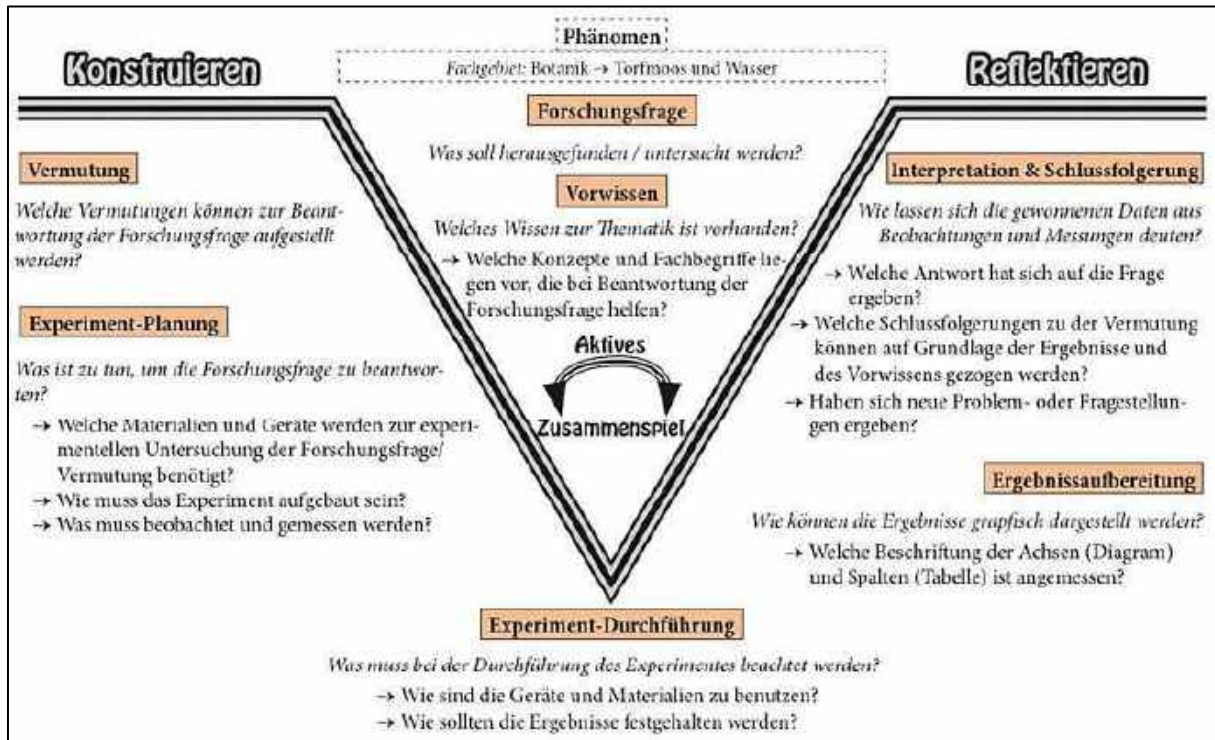 Konstruieren
Phänomen
Fachgebiet: Botanik → Torfmoos und Wasser
Reflektieren
Forschungsfrage
Was soll herausgefunden / untersucht werden?
Vorwissen
Welches Wissen zur Thematik ist vorhanden?
→ Welche Konzepte und Fachbegriffe lie-
gen vor, die bei Beantwortung der
Forschungsfrage helfen?
Aktives
Zusammenspiel
Vermutung
Welche Vermutungen können zur Beant-
wortung der Forschungsfrage aufgestellt
werden?
Experiment-Planung
Was ist zu tun, um die Forschungsfrage zu beantwor-
ten?
→ Welche Materialien und Geräte werden zur experi-
mentellen Untersuchung der Forschungsfrage/
Vermutung benötigt?
→ Wie muss das Experiment aufgebaut sein?
→ Was muss beobachtet und gemessen werden?
Experiment-Durchführung
Was muss bei der Durchführung des Experimentes beachtet werden?
→ Wie sind die Geräte und Materialien zu benutzen?
→ Wie sollten die Ergebnisse festgehalten werden?
Interpretation & Schlussfolgerung
Wie lassen sich die gewonnenen Daten aus
Beobachtungen und Messungen deuten?
→ Welche Antwort hat sich auf die Frage
ergeben?
→ Welche Schlussfolgerungen zu der Vermutung
können auf Grundlage der Ergebnisse und
des Vorwissens gezogen werden?
→ Haben sich neue Problem- oder Fragestellun-
gen ergeben?
Ergebnisaufbereitung
Wie können die Ergebnisse grapfisch dargestellt werden?
→ Welche Beschriftung der Achsen (Diagram)
und Spalten (Tabelle) ist angemessen?